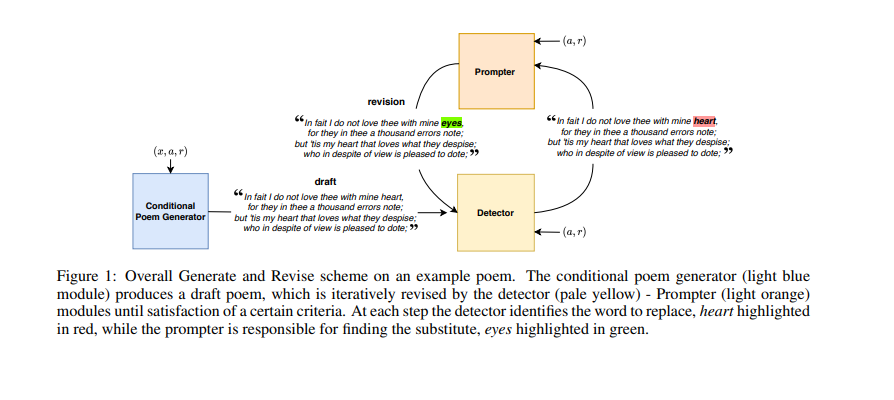 (a, r)
Prompter
revision
“In fait I do not love thee with mine eyes,
for they in thee a thousand errors note;
but 'tis my heart that loves what they despise;
who in despite of view is pleased to dote;”
“In fait I do not love thee with mine heart,
for they in thee a thousand errors note;
but 'tis my heart that loves what they despise;
who in despite of view is pleased to dote;”
(x, a, r)
Conditional
Poem Generator
draft
“In fait I do not love thee with mine heart,
for they in thee a thousand errors note;
but 'tis my heart that loves what they despise;
who in despite of view is pleased to dote;”
Detector
(a, r)
Figure 1: Overall Generate and Revise scheme on an example poem. The conditional poem generator (light blue
module) produces a draft poem, which is iteratively revised by the detector (pale yellow) - Prompter (light orange)
modules until satisfaction of a certain criteria. At each step the detector identifies the word to replace, heart highlighted
in red, while the prompter is responsible for finding the substitute, eyes highlighted in green.